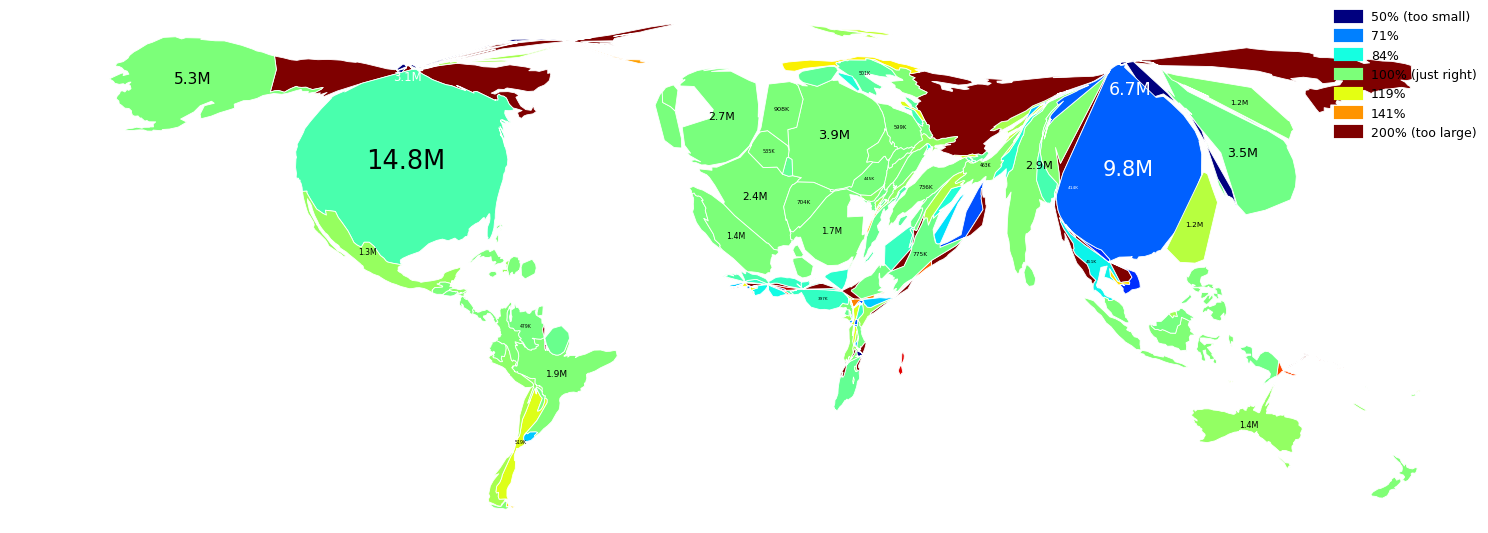 50% (too small)
71%
84%
100% (just right)
119%
141%
200% (too large)
5.3M
3.1M
14.8M
1.3M
479K
1.9M
519K
2.7M
908K
535K
3.9M
501K
599K
445K
2.4M
704K
1.4M
1.7M
736K
775K
463K
2.9M
6.7M
9.8M
1.2M
3.5M
1.2M
1.4M